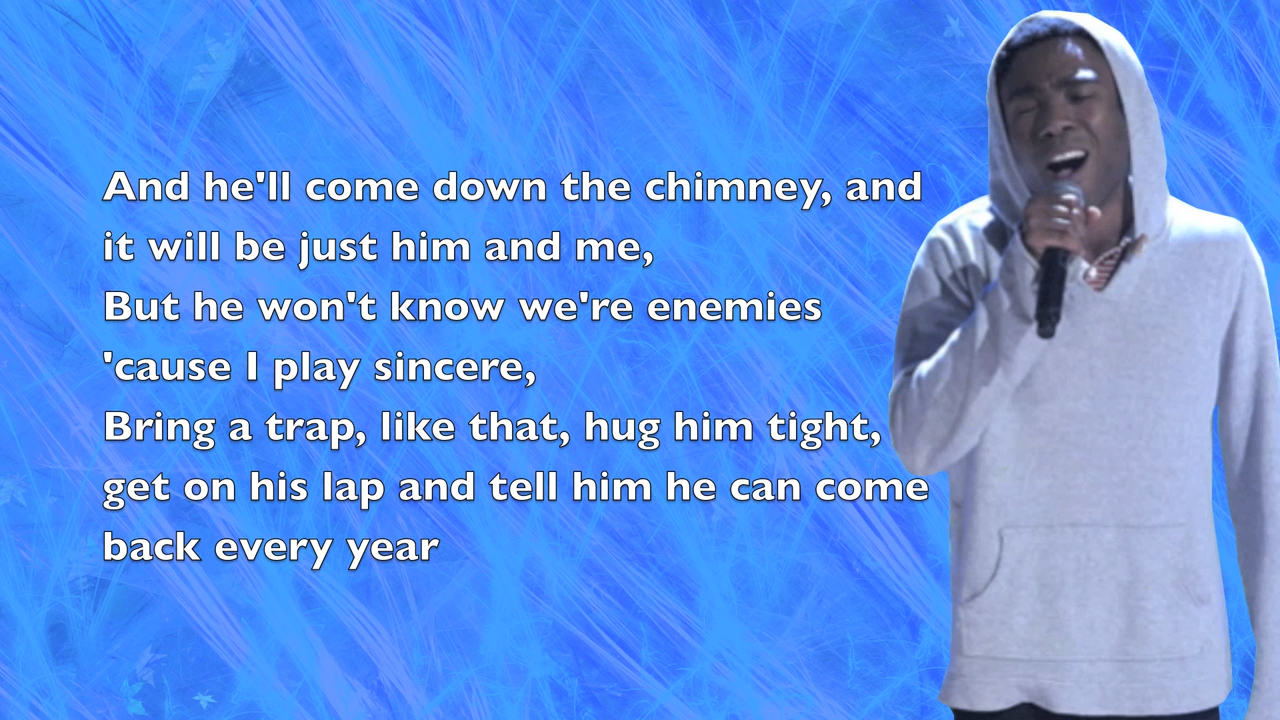 And he'll come down the chimney, and
it will be just him and me,
But he won't know we're enemies
'cause I play sincere,
Bring a trap, like that, hug him tight,
get on his lap and tell him he can come
back every year